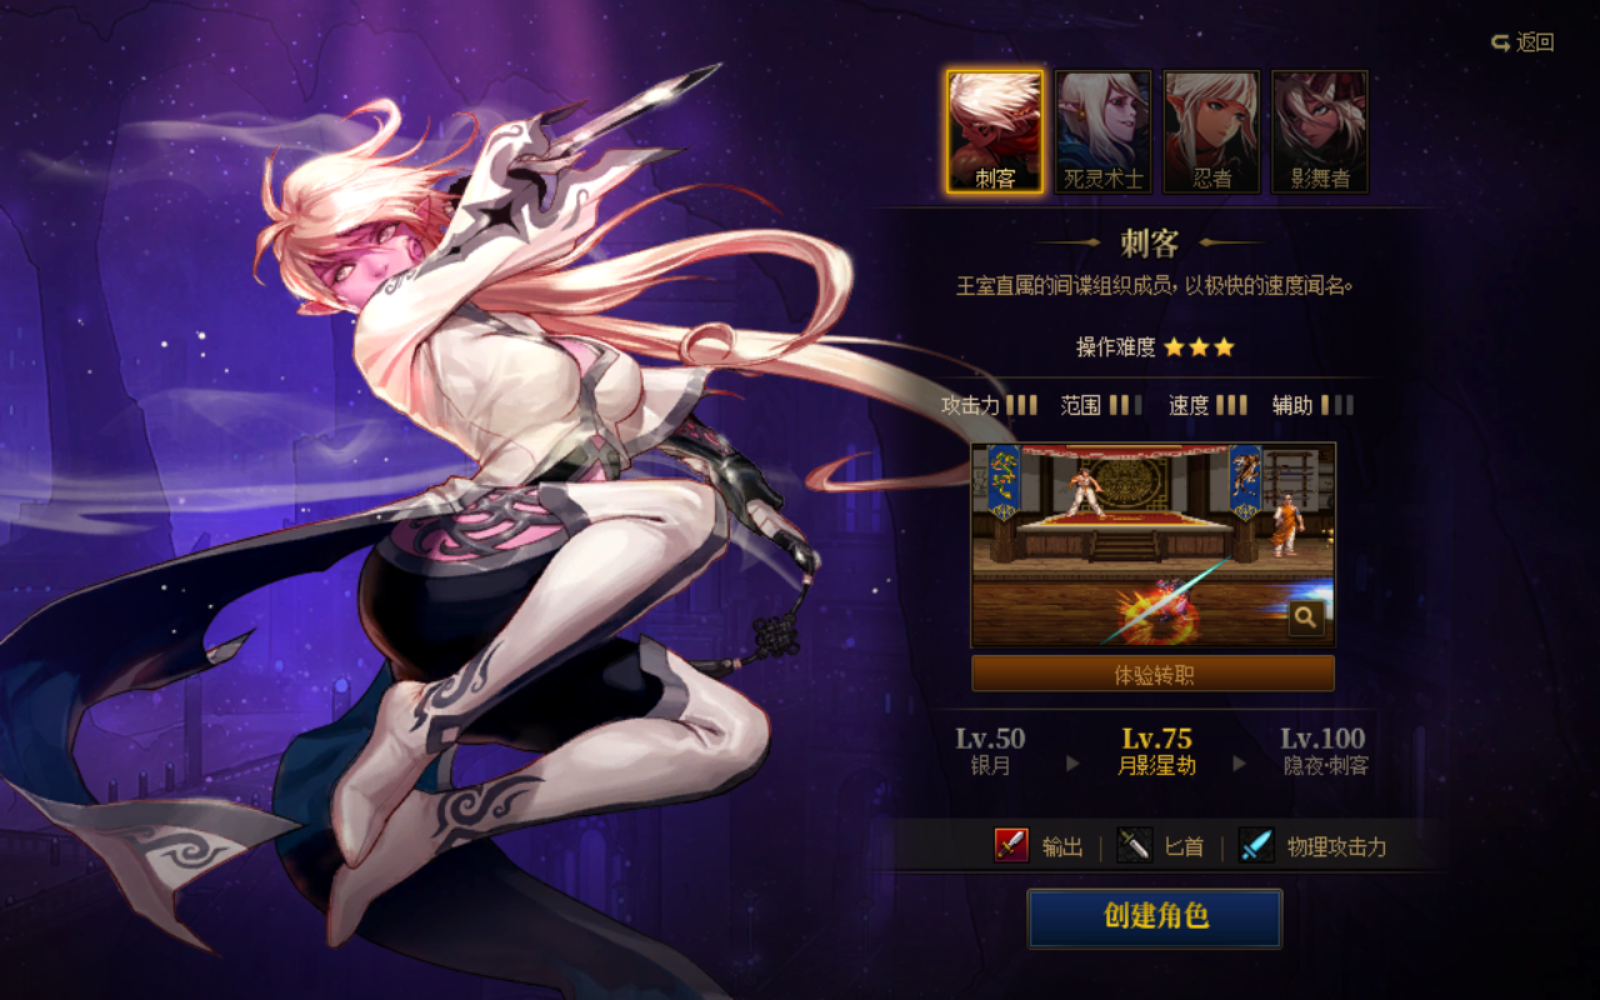 返回
刺客 死灵术士 忍者 影舞者
刺客
王室直属的间谍组织成员，以极快的速度闻名。
操作难度
攻击力 范围 速度 辅助
体验转职
Lv.50 Lv.75 Lv.100
银月 月影星劫 隐夜·刺客
输出 | 匕首 | 物理攻击力
创建角色